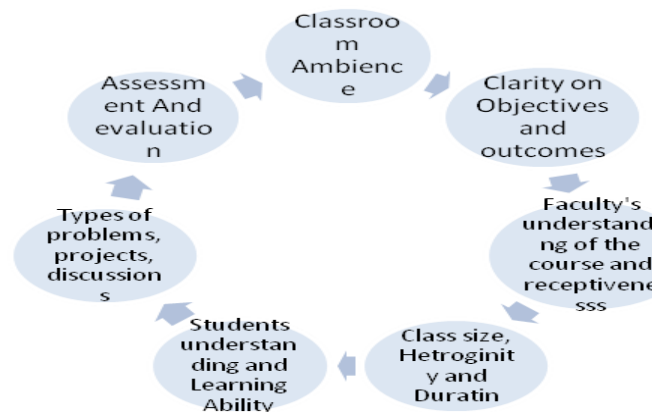 Classroo
m
Ambienc
e
Clarity on
Objectives
and
outcomes
Faculty's
understandi
ng of the
course and
receptivene
sss
Class size,
Hetroginit
y and
Duratin
Students
understan
ding and
Learning
Ability
Types of
problems,
projects,
discussion
s
Assessm
ent And
evaluatio
n